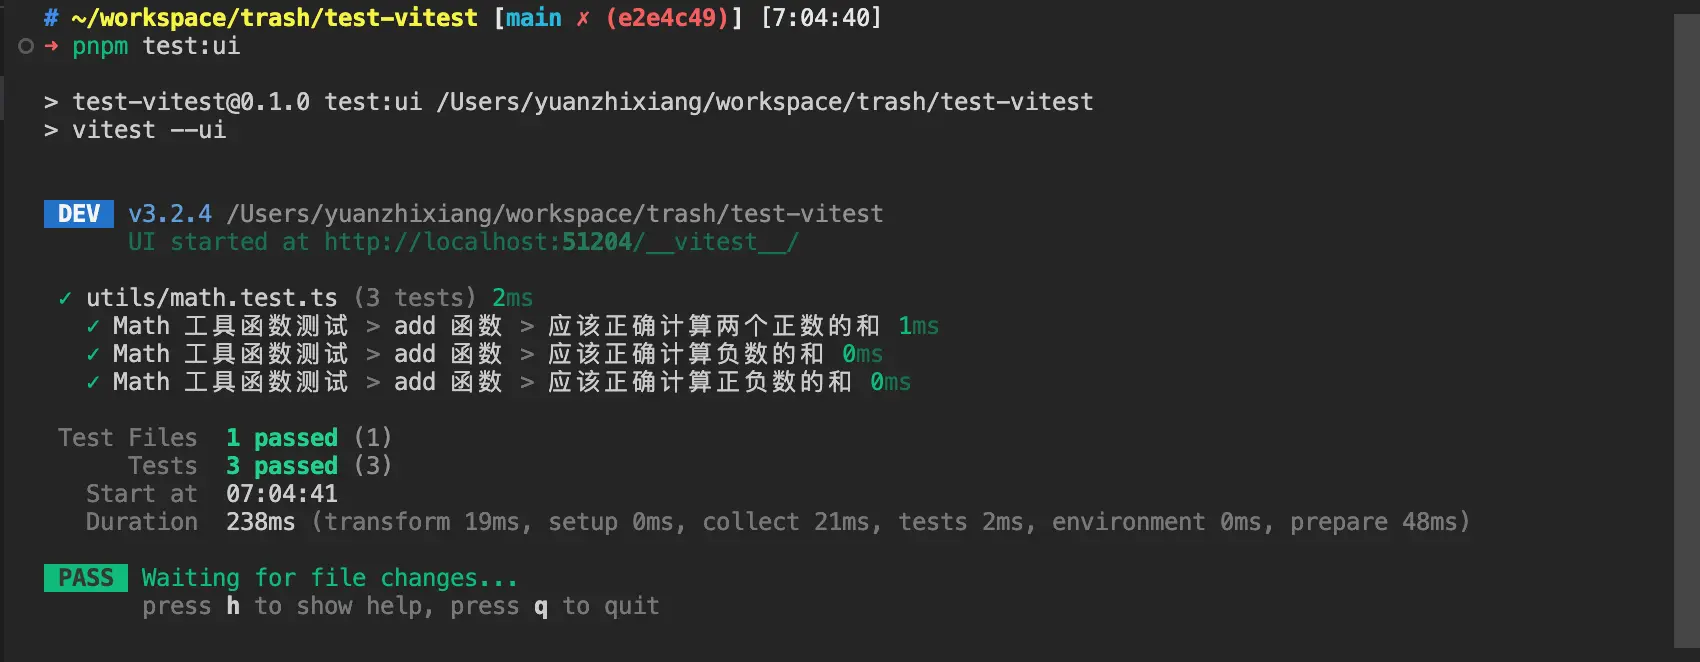 # ~/workspace/trash/test-vitest [main ✗ (e2e4c49)] [7:04:40]
➜ pnpm test:ui
> test-vitest@0.1.0 test:ui /Users/yuanzhixiang/workspace/trash/test-vitest
> vitest --ui
DEV v3.2.4 /Users/yuanzhixiang/workspace/trash/test-vitest
UI started at http://localhost:51204/__vitest__/
✓ utils/math.test.ts (3 tests) 2ms
✓ Math 工具函数测试 > add 函数 > 应该正确计算两个正数的和 1ms
✓ Math 工具函数测试 > add 函数 > 应该正确计算负数的和 0ms
✓ Math 工具函数测试 > add 函数 > 应该正确计算正负数的和 0ms
Test Files 1 passed (1)
Tests 3 passed (3)
Start at 07:04:41
Duration 238ms (transform 19ms, setup 0ms, collect 21ms, tests 2ms, environment 0ms, prepare 48ms)
PASS Waiting for file changes...
press h to show help, press q to quit